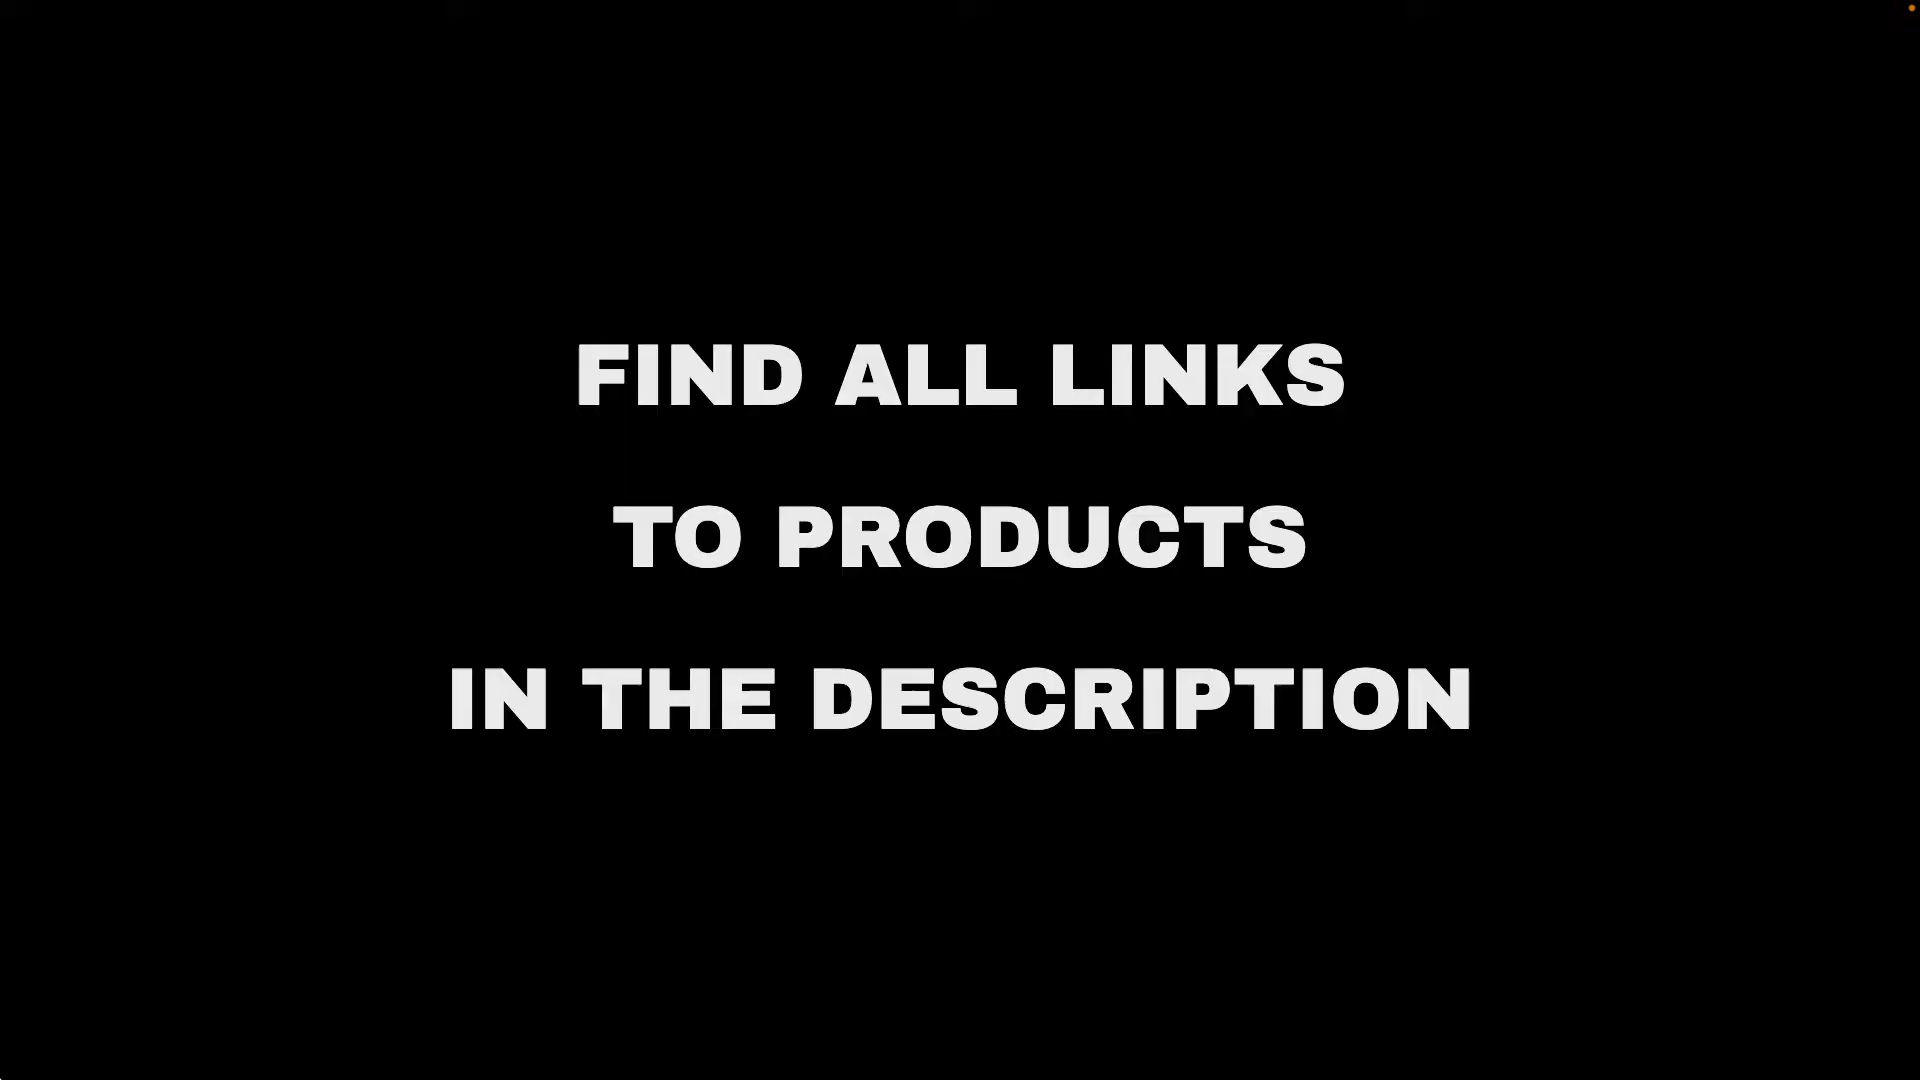 FIND ALL LINKS
TO PRODUCTS
IN THE DESCRIPTION